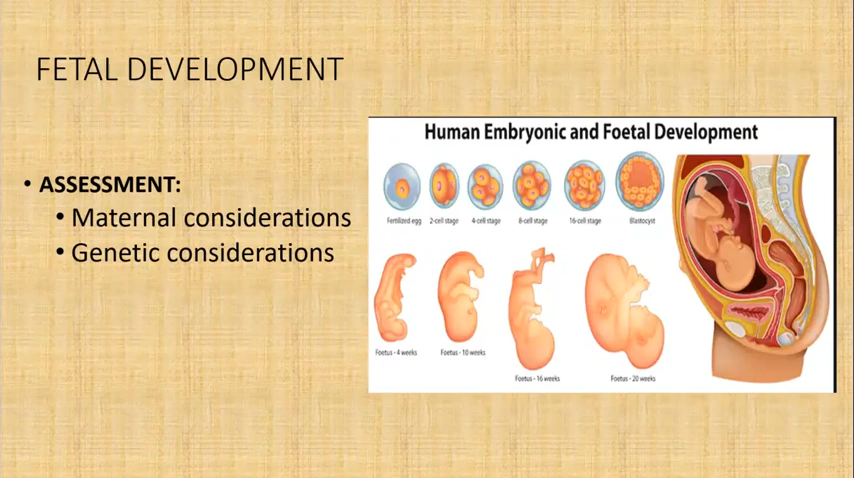 FETAL DEVELOPMENT
• ASSESSMENT:
• Maternal considerations
• Genetic considerations
Human Embryonic and Foetal Development
Fertilized egg 2-cell stage 4-cell stage 8-cell stage 16-cell stage Blastocyst
Foetus - 4 weeks Foetus - 10 weeks
Foetus - 16 weeks Foetus - 20 weeks